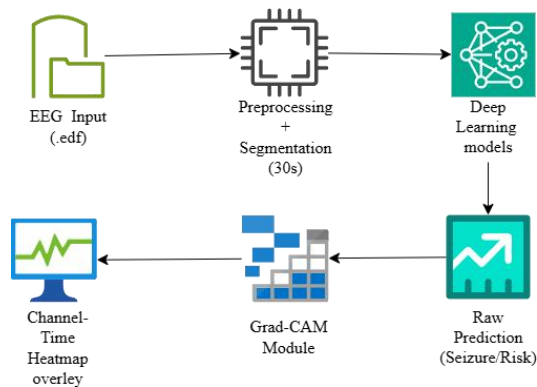 EEG Input
(.edf)
Preprocessing
+
Segmentation
(30s)
Deep
Learning
models
Raw
Prediction
(Seizure/Risk)
Grad-CAM
Module
Channel-
Time
Heatmap
overley